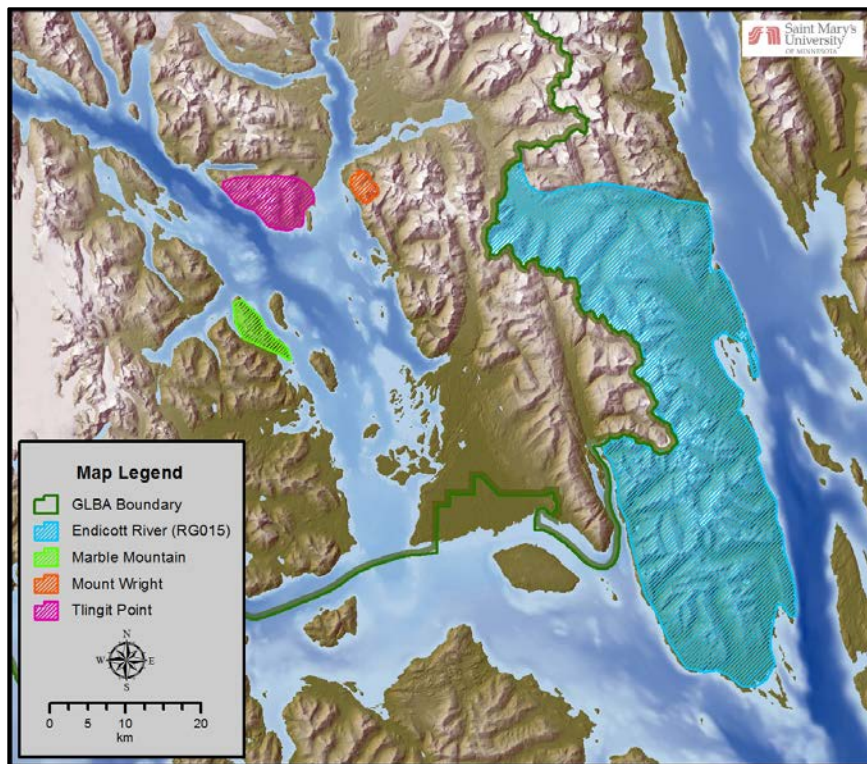 Saint Mary's
University
OF MINNESOTA
Map Legend
GLBA Boundary
Endicott River (RG015)
Marble Mountain
Mount Wright
Tlingit Point
N
W E
S
0 5 10 20
km